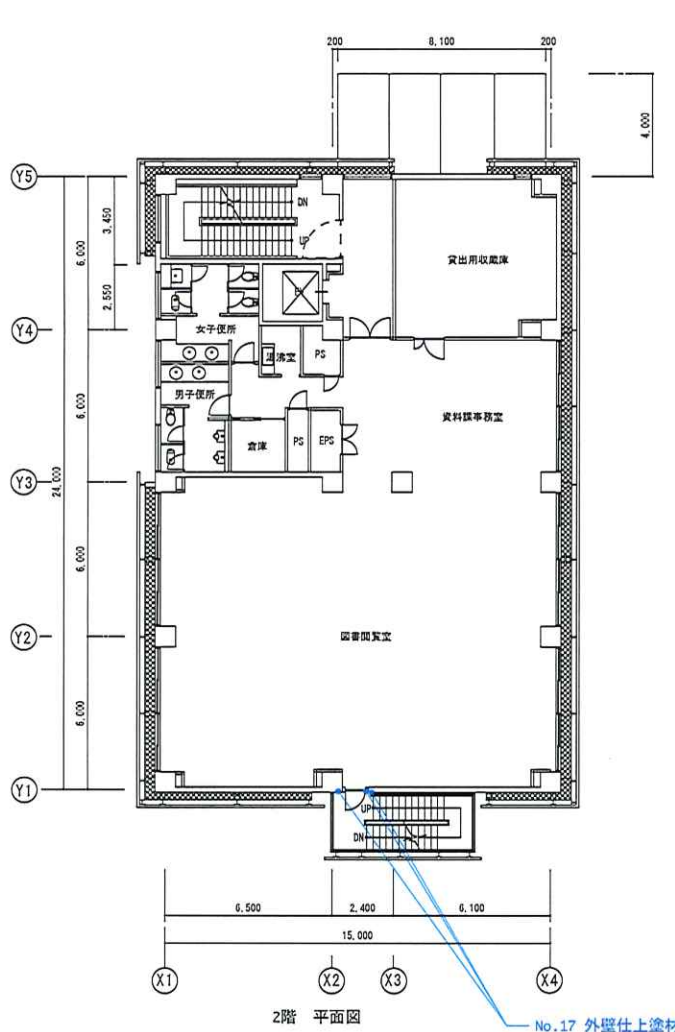 200 8,100 200
4,000
Y5
3,450
DN
UP
6,000
貸出用収蔵庫
2,550
Y4
女子便所
湯沸室
PS
男子便所
資料課事務室
6,000
倉庫
PS
EPS
24,000
Y3
6,000
Y2
図書閲覧室
6,000
Y1
UP
DN
6,500 2,400 6,100
15,000
X1 X2 X3 X4
2階 平面図
No.17 外壁仕上塗材